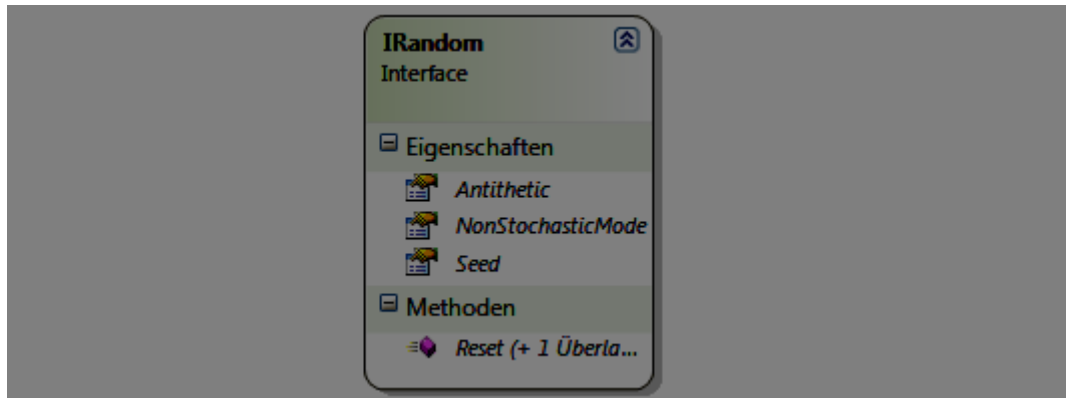 IRandom
Interface
Eigenschaften
Antithetic
NonStochasticMode
Seed
Methoden
Reset (+ 1 Überla...